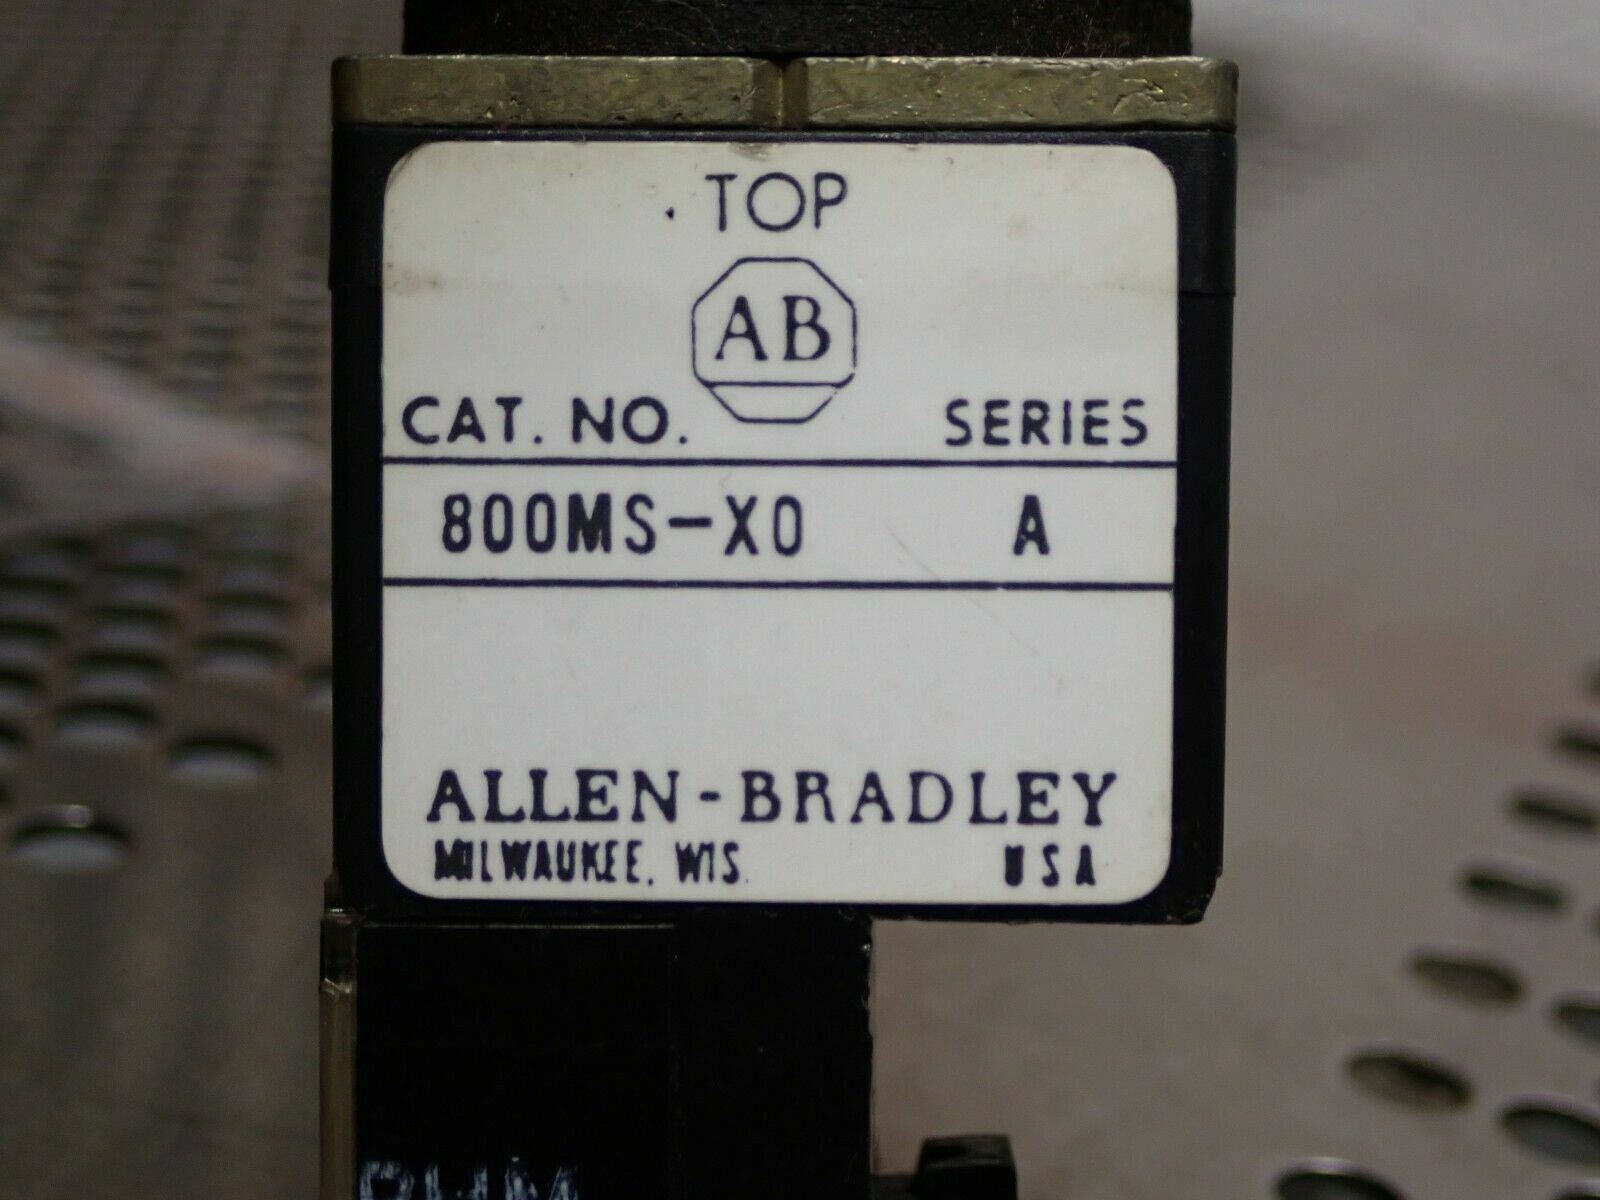 TOP
AB
CAT. NO. SERIES
800MS-X0 A
ALLEN-BRADLEY
MILWAUKEE, WIS. USA